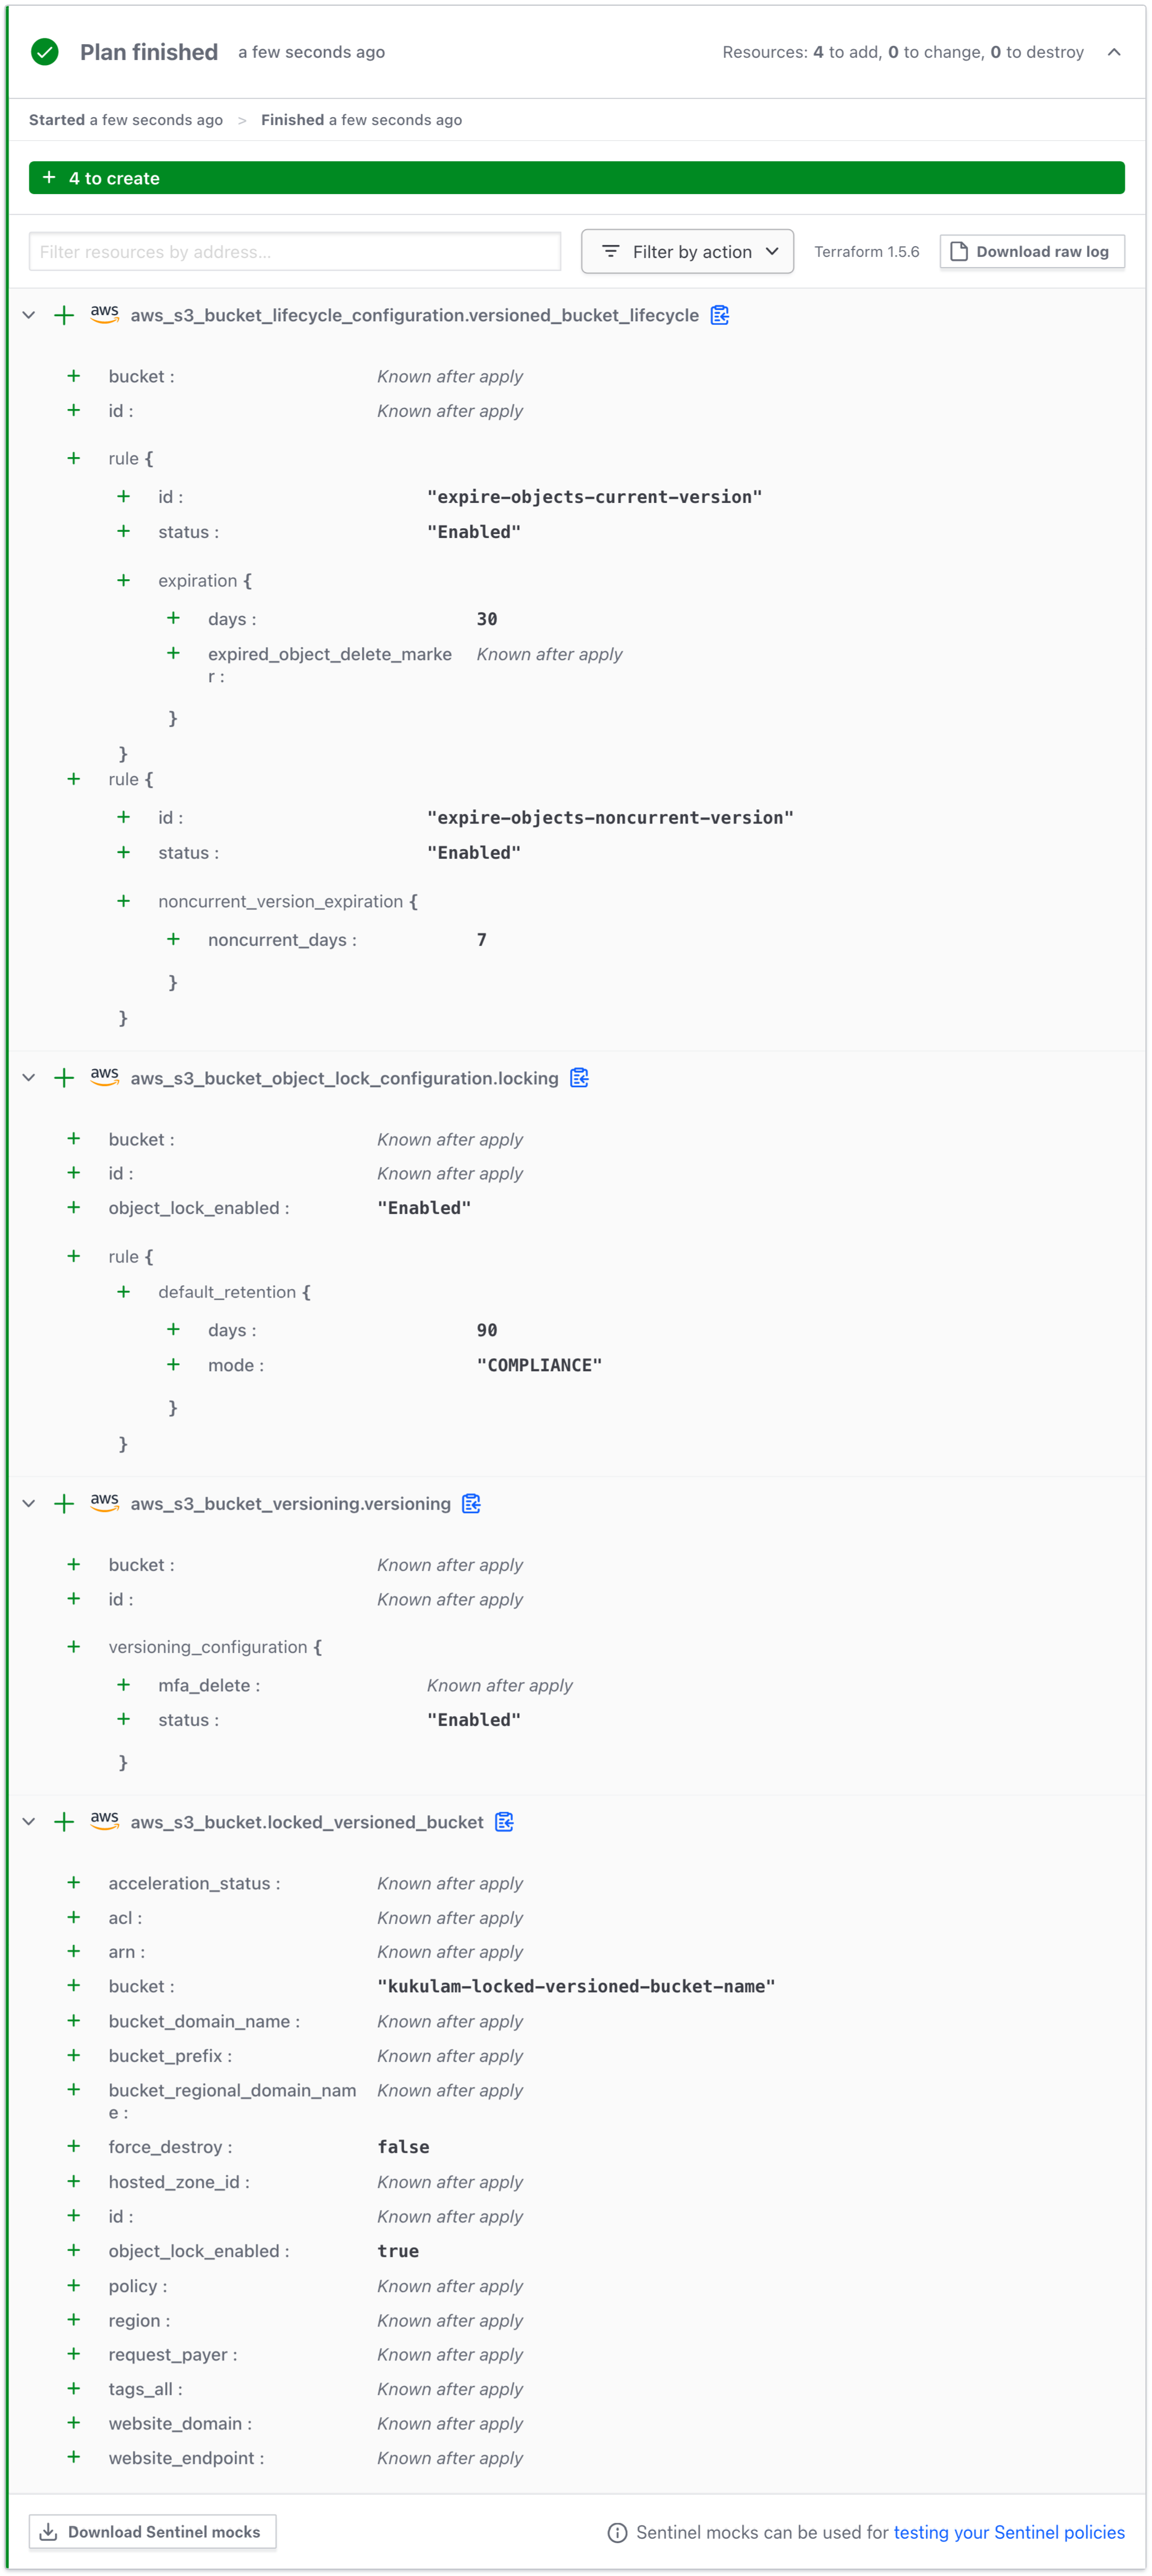 Plan finished a few seconds ago Resources: 4 to add, 0 to change, 0 to destroy
Started a few seconds ago > Finished a few seconds ago
+ 4 to create
Filter resources by address... Filter by action Terraform 1.5.6 Download raw log
+ aws aws_s3_bucket_lifecycle_configuration.versioned_bucket_lifecycle
+ bucket : Known after apply
+ id : Known after apply
+ rule {
+ id : "expire-objects-current-version"
+ status : "Enabled"
+ expiration {
+ days : 30
+ expired_object_delete_marke Known after apply
r :
}
}
+ rule {
+ id : "expire-objects-noncurrent-version"
+ status : "Enabled"
+ noncurrent_version_expiration {
+ noncurrent_days : 7
}
}
+ aws aws_s3_bucket_object_lock_configuration.locking
+ bucket : Known after apply
+ id : Known after apply
+ object_lock_enabled : "Enabled"
+ rule {
+ default_retention {
+ days : 90
+ mode : "COMPLIANCE"
}
}
+ aws aws_s3_bucket_versioning.versioning
+ bucket : Known after apply
+ id : Known after apply
+ versioning_configuration {
+ mfa_delete : Known after apply
+ status : "Enabled"
}
+ aws aws_s3_bucket.locked_versioned_bucket
+ acceleration_status : Known after apply
+ acl : Known after apply
+ arn : Known after apply
+ bucket : "kukulam-locked-versioned-bucket-name"
+ bucket_domain_name : Known after apply
+ bucket_prefix : Known after apply
+ bucket_regional_domain_nam Known after apply
e :
+ force_destroy : false
+ hosted_zone_id : Known after apply
+ id : Known after apply
+ object_lock_enabled : true
+ policy : Known after apply
+ region : Known after apply
+ request_payer : Known after apply
+ tags_all : Known after apply
+ website_domain : Known after apply
+ website_endpoint : Known after apply
Download Sentinel mocks Sentinel mocks can be used for testing your Sentinel policies